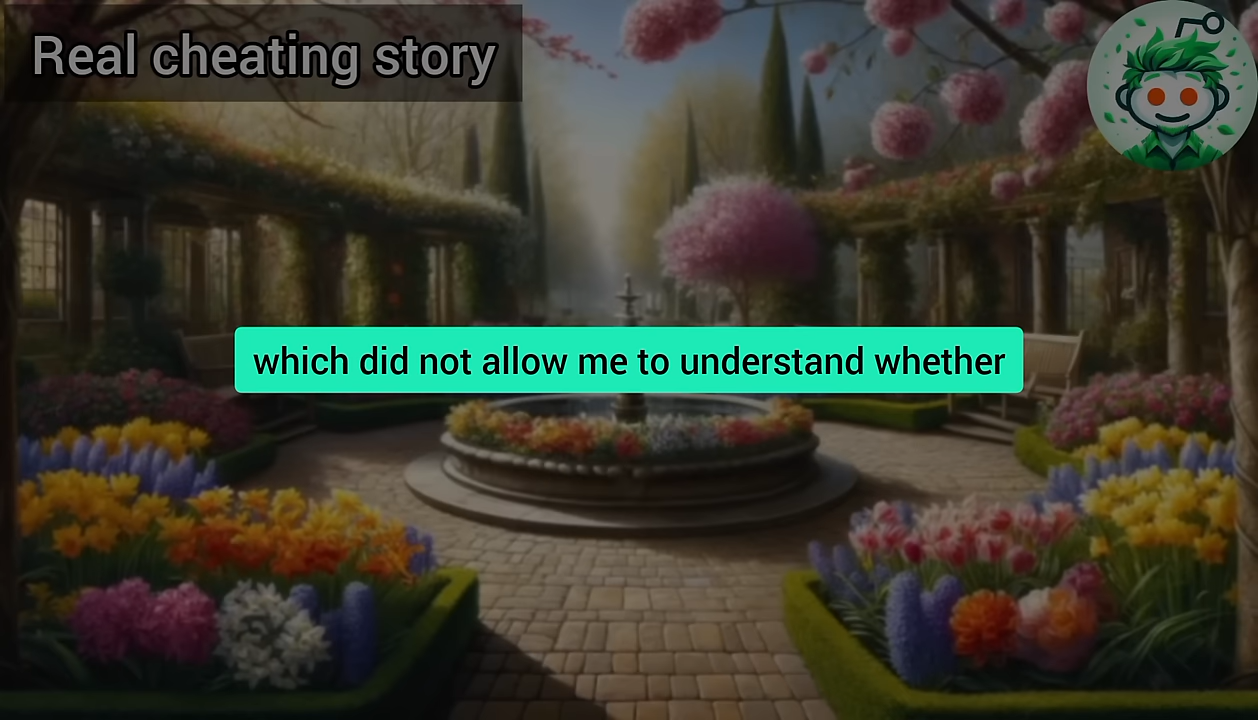 Real cheating story
which did not allow me to understand whether